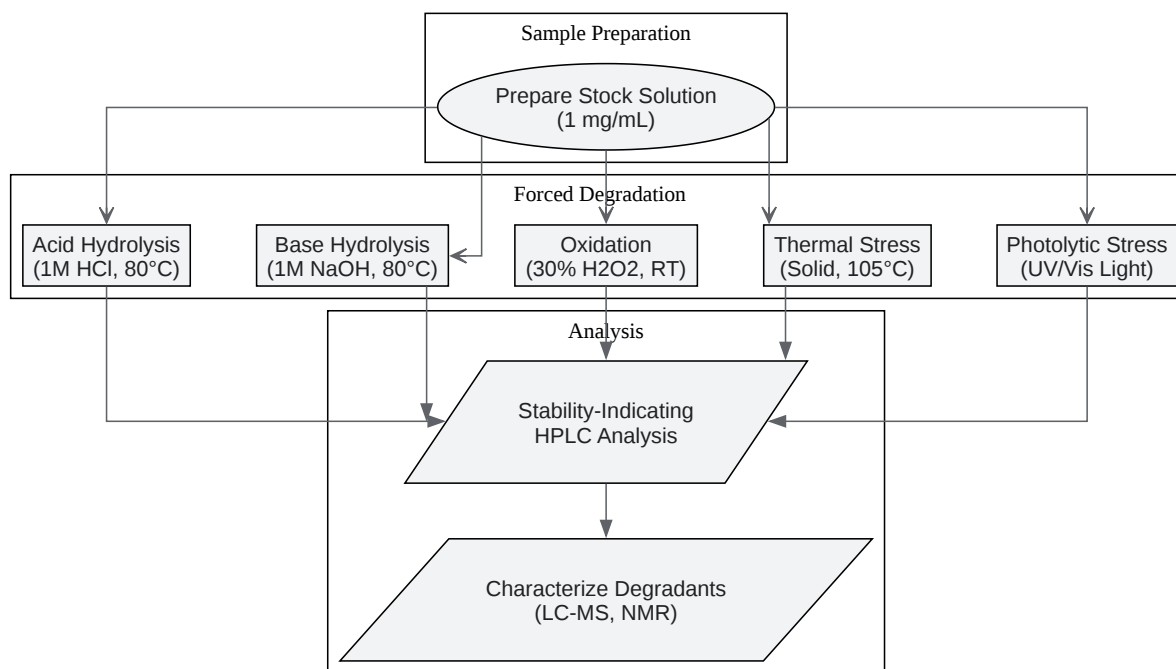 Sample Preparation
Prepare Stock Solution
(1 mg/mL)
Forced Degradation
Acid Hydrolysis
(1M HCl, 80°C)
Base Hydrolysis
(1M NaOH, 80°C)
Oxidation
(30% H2O2, RT)
Thermal Stress
(Solid, 105°C)
Photolytic Stress
(UV/Vis Light)
Analysis
Stability-Indicating
HPLC Analysis
Characterize Degradants
(LC-MS, NMR)